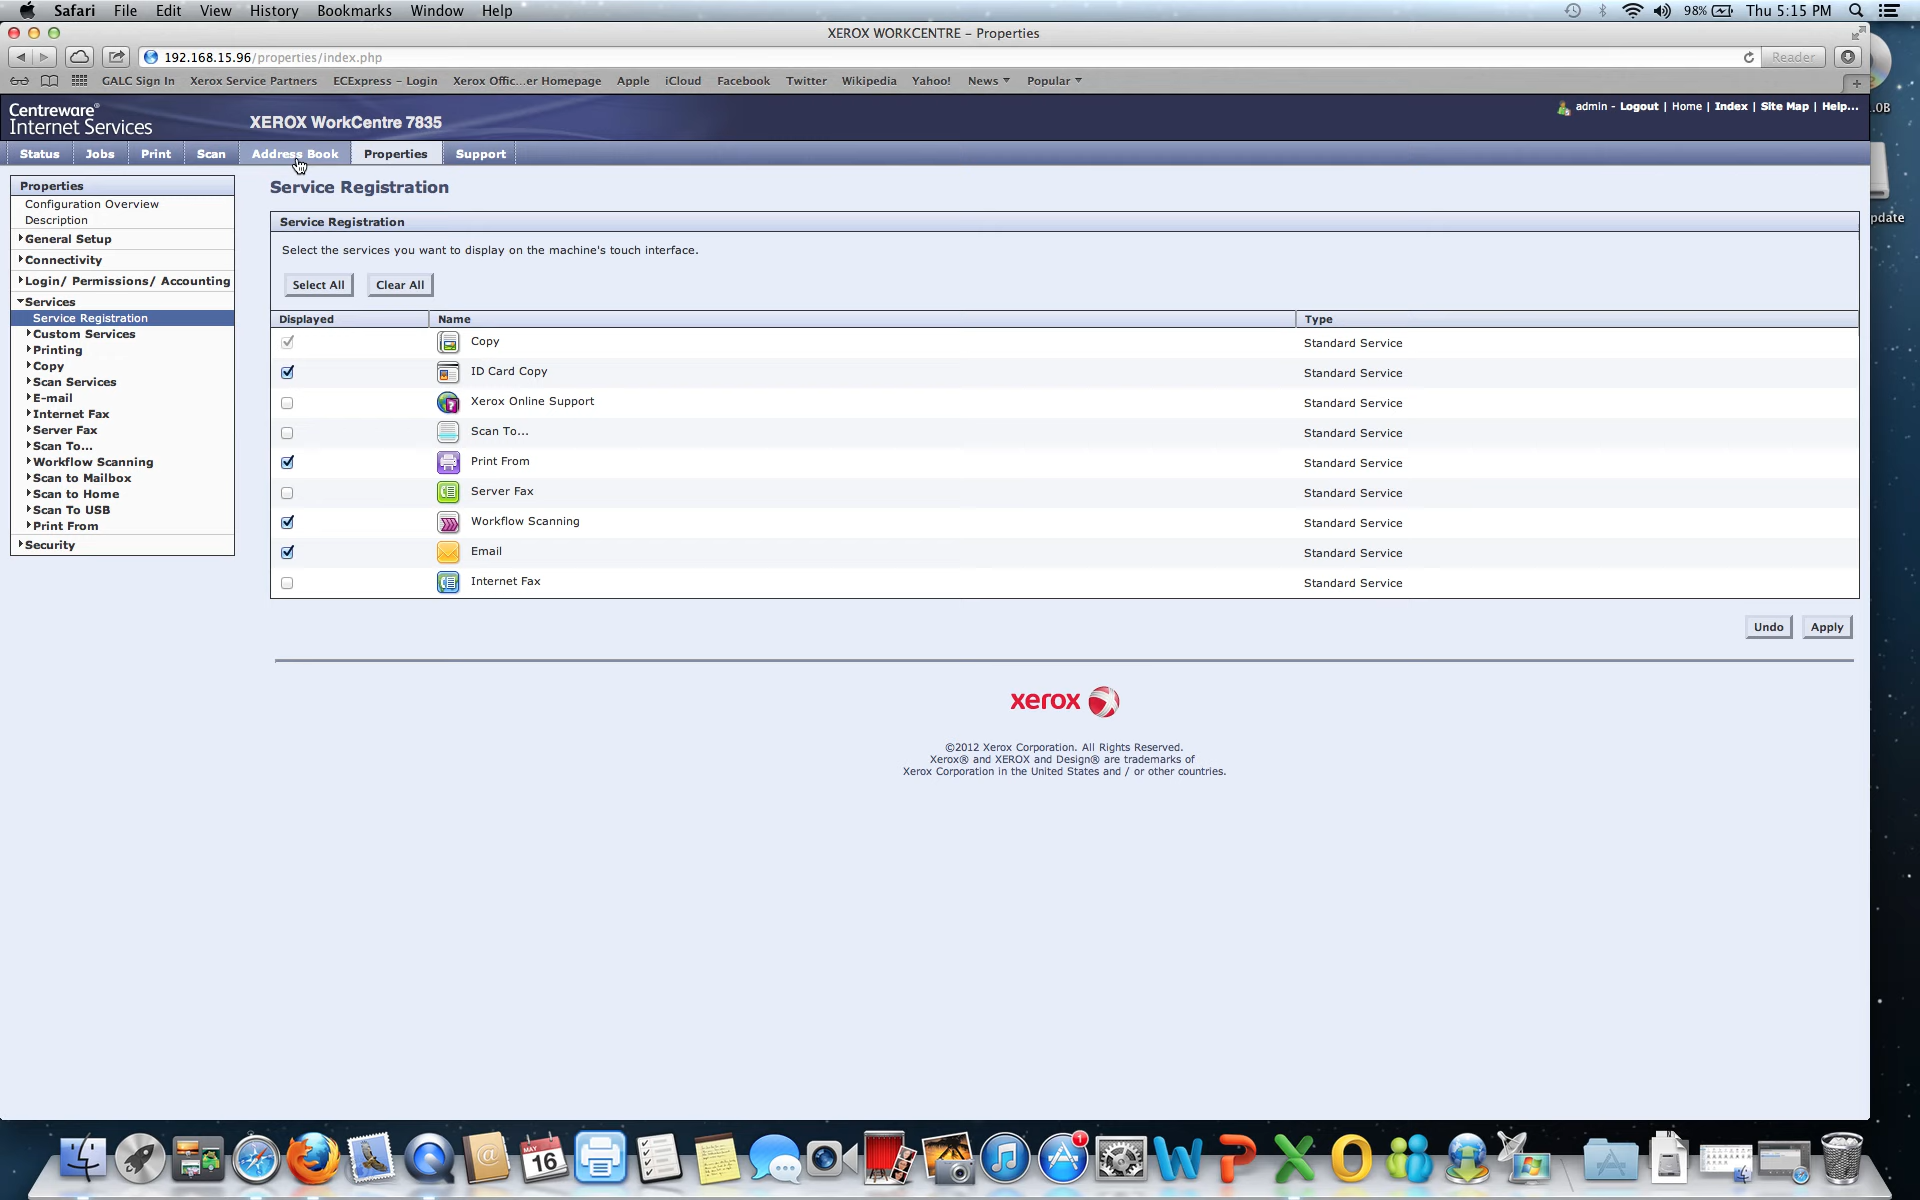 Safari File Edit View History Bookmarks Window Help
98% Thu 5:15 PM
XEROX WORKCENTRE – Properties
192.168.15.96/properties/index.php
Reader
GALC Sign In Xerox Service Partners ECExpress – Login Xerox Offic...er Homepage Apple iCloud Facebook Twitter Wikipedia Yahoo! News Popular
Centreware®
Internet Services
XEROX WorkCentre 7835
admin - Logout | Home | Index | Site Map | Help...
Status Jobs Print Scan Address Book Properties Support
Properties
Configuration Overview
Description
General Setup
Connectivity
Login/ Permissions/ Accounting
Services
Service Registration
Custom Services
Printing
Copy
Scan Services
E-mail
Internet Fax
Server Fax
Scan To...
Workflow Scanning
Scan to Mailbox
Scan to Home
Scan To USB
Print From
Security
Service Registration
Service Registration
Select the services you want to display on the machine's touch interface.
Select All Clear All
Displayed Name Type
Copy Standard Service
ID Card Copy Standard Service
Xerox Online Support Standard Service
Scan To... Standard Service
Print From Standard Service
Server Fax Standard Service
Workflow Scanning Standard Service
Email Standard Service
Internet Fax Standard Service
Undo Apply
xerox
©2012 Xerox Corporation. All Rights Reserved.
Xerox® and XEROX and Design® are trademarks of
Xerox Corporation in the United States and / or other countries.
.0B
pdate
MAY
16
1